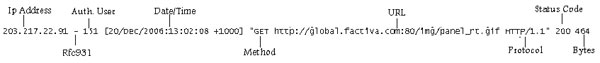 Ip Address Auth. User Date/Time URL Status Code
203.217.22.91 - 131 [20/Dec/2006:13:02:08 +1000] "GET http://global.factiva.com:80/img/panel_rt.gif HTTP/1.1" 200 464
Rfc931 Method Protocol Bytes